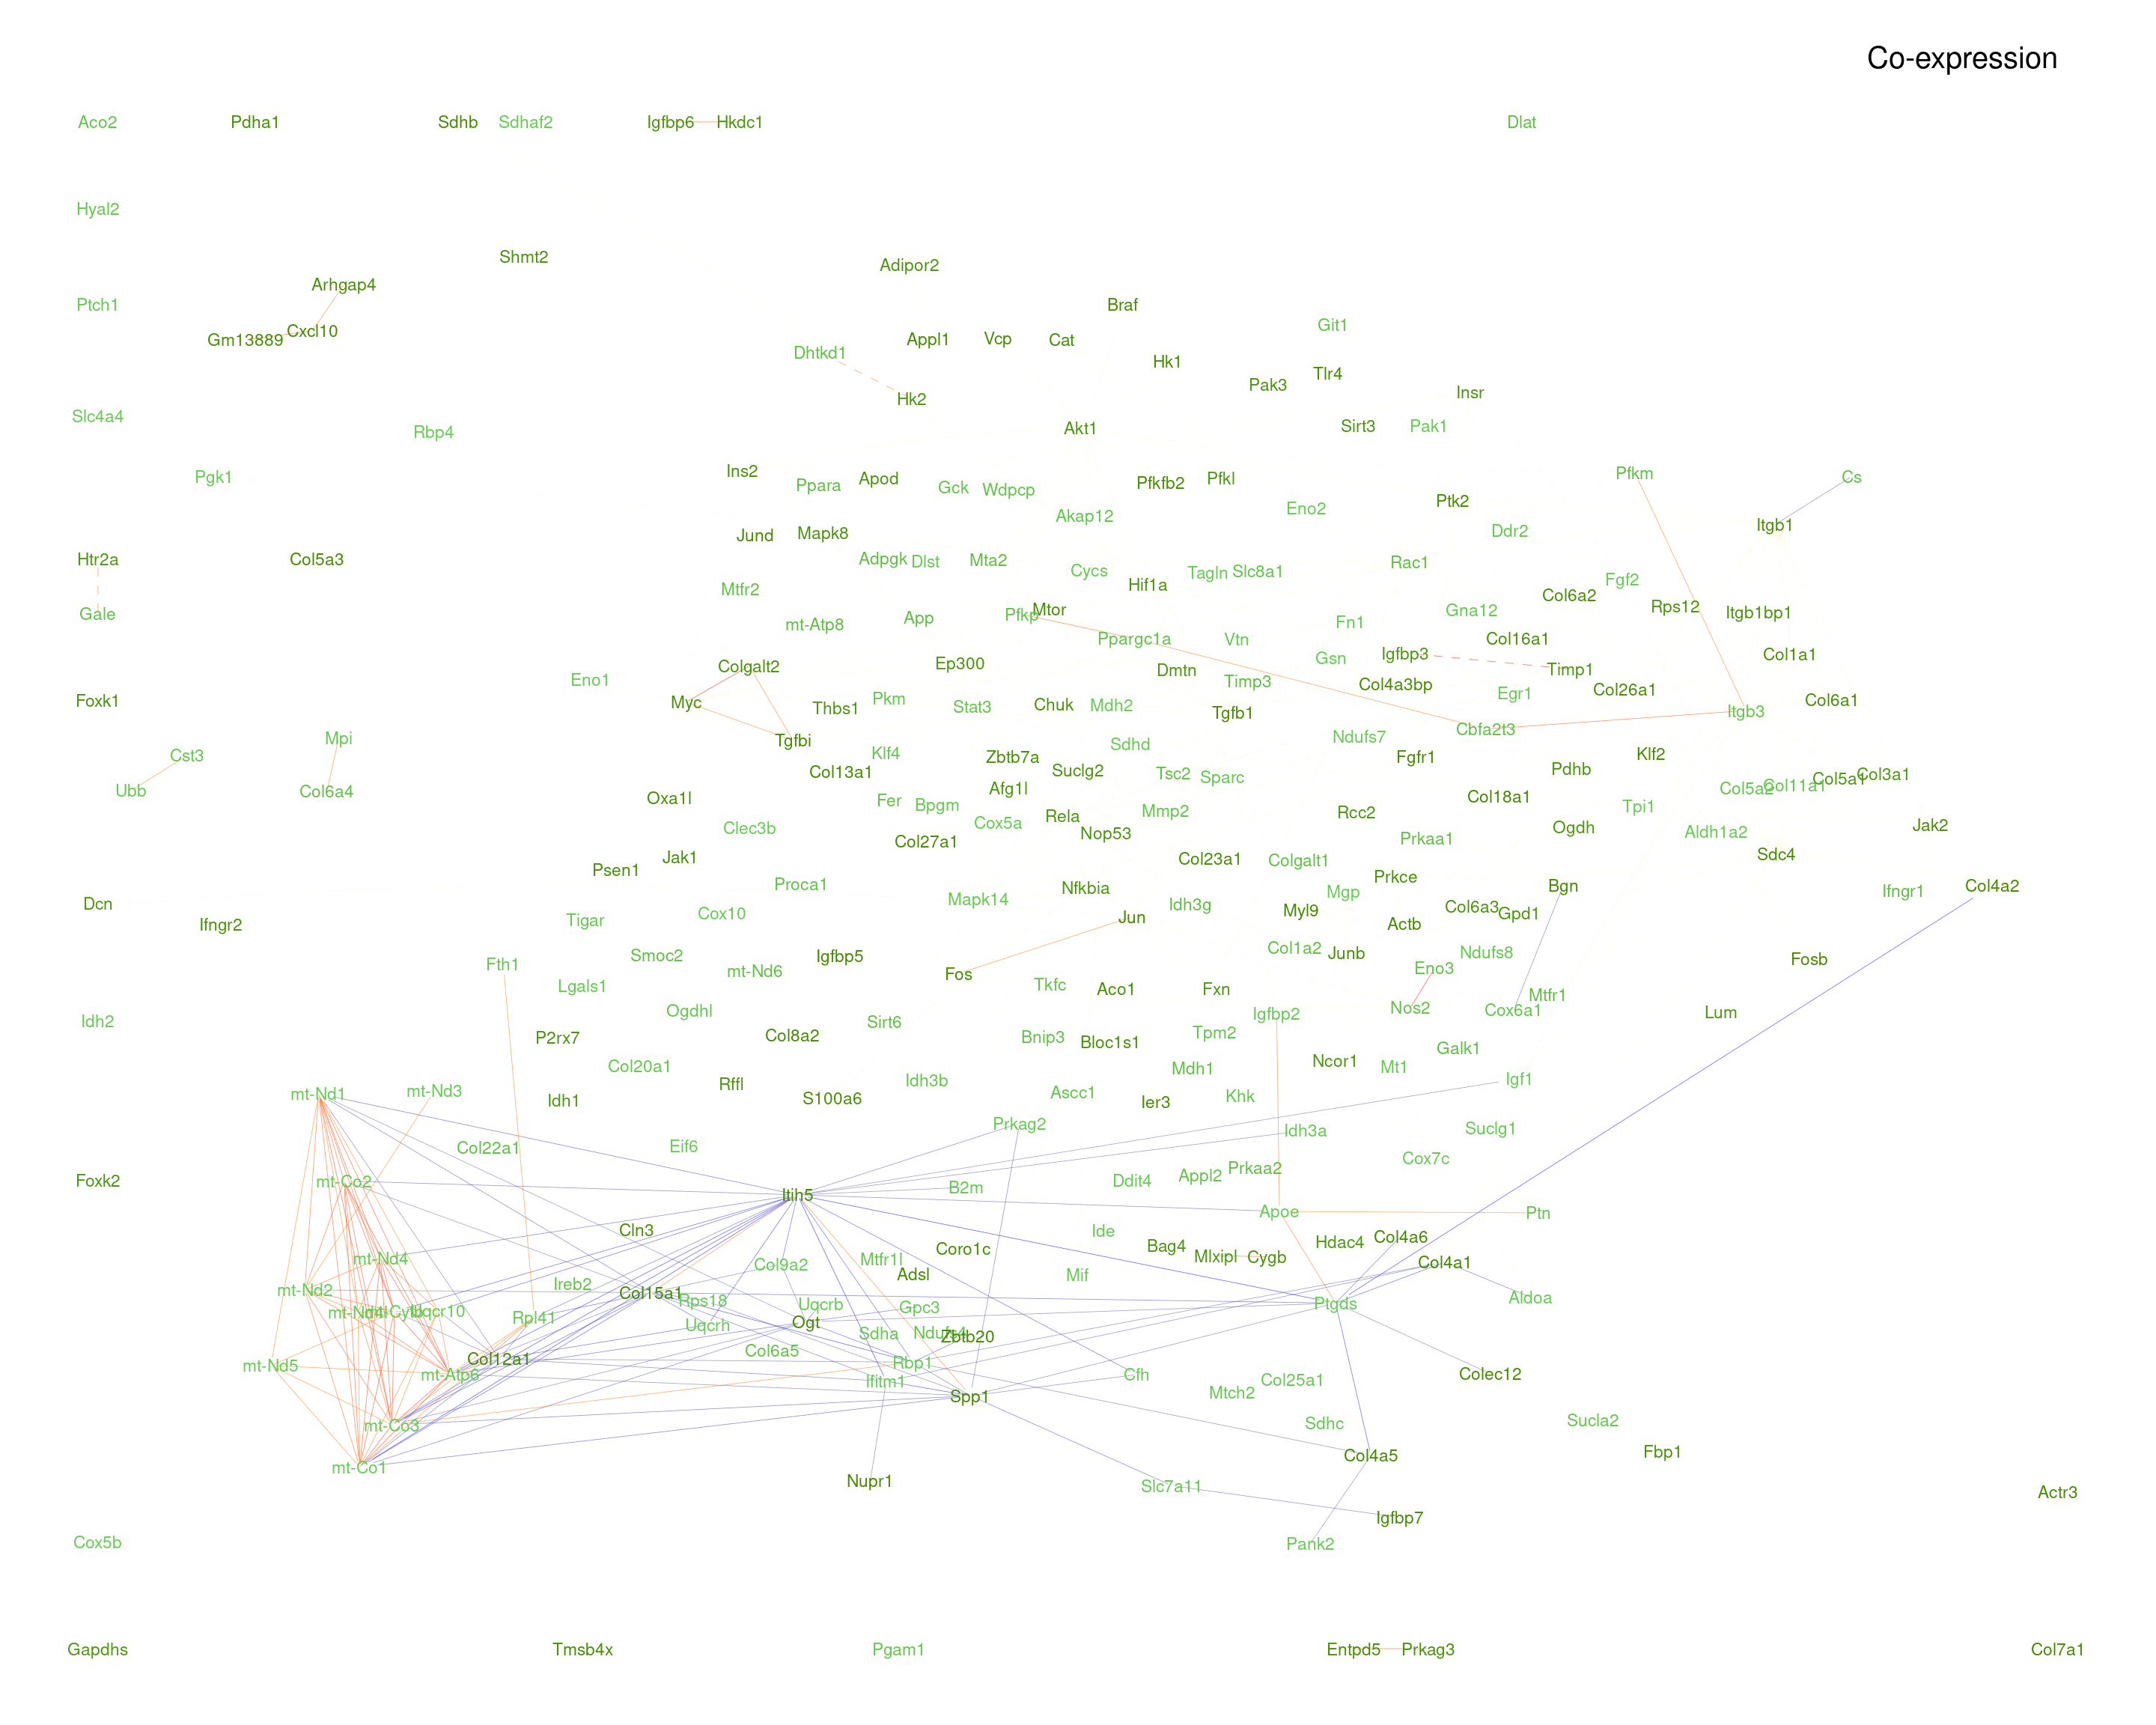 Co-expression
Aco2
Pdha1
Sdhb
Sdhaf2
Igfbp6
Hkdc1
Dlat
Hyal2
Shmt2
Adipor2
Arhgap4
Ptch1
Braf
Git1
Cxcl10
Gm13889
Appl1
Vcp
Cat
Dhtkd1
Hk1
Tlr4
Pak3
Insr
Hk2
Slc4a4
Rbp4
Akt1
Sirt3
Pak1
Ins2
Pgk1
Ppara
Apod
Gck
Wdpcp
Pfkfb2
Pfkl
Pfkm
Cs
Ptk2
Eno2
Akap12
Itgb1
Jund
Mapk8
Ddr2
Htr2a
Col5a3
Adpgk
Dlst
Mta2
Cycs
Tagln
Slc8a1
Rac1
Fgf2
Mtfr2
Hif1a
Col6a2
Gale
mt-Atp8
App
Pfkp
Mtor
Gna12
Rps12
Itgb1bp1
Ppargc1a
Vtn
Fn1
Col16a1
Colgalt2
Ep300
Dmtn
Gsn
Igfbp3
Timp1
Col1a1
Eno1
Timp3
Col4a3bp
Egr1
Col26a1
Foxk1
Myc
Thbs1
Pkm
Stat3
Chuk
Mdh2
Tgfb1
Itgb3
Col6a1
Mpi
Tgfbi
Cst3
Klf4
Zbtb7a
Sdhd
Ndufs7
Cbfa2t3
Fgfr1
Klf2
Ubb
Col6a4
Col13a1
Suclg2
Tsc2
Sparc
Pdhb
Oxa1l
Fer
Bpgm
Afg1l
Col18a1
Col5a2
Col11a1
Col5a1
Col3a1
Clec3b
Cox5a
Rela
Mmp2
Rcc2
Tpi1
Col27a1
Nop53
Prkaa1
Ogdh
Aldh1a2
Jak2
Psen1
Jak1
Col23a1
Colgalt1
Sdc4
Proca1
Nfkbia
Prkce
Bgn
Ifngr1
Col4a2
Dcn
Mapk14
Idh3g
Mgp
Ifngr2
Tigar
Cox10
Jun
Myl9
Actb
Col6a3
Gpd1
Fth1
Smoc2
Igfbp5
Col1a2
Junb
Ndufs8
Fosb
Lgals1
mt-Nd6
Fos
Tkfc
Aco1
Fxn
Eno3
Mtfr1
Idh2
Ogdhl
Sirt6
Igfbp2
Nos2
Cox6a1
Lum
P2rx7
Col8a2
Bnip3
Bloc1s1
Tpm2
Galk1
Col20a1
Mdh1
Ncor1
Mt1
mt-Nd1
mt-Nd3
Idh1
Rffl
S100a6
Idh3b
Ascc1
Ier3
Khk
Igf1
Prkag2
Idh3a
Suclg1
Col22a1
Eif6
Cox7c
Foxk2
mt-Co2
Itih5
B2m
Ddit4
Appl2
Prkaa2
Apoe
Ptn
Cln3
Ide
mt-Nd4
Col9a2
Mtfr1l
Coro1c
Bag4
Mlxipl
Cygb
Hdac4
Col4a6
Col4a1
mt-Nd2
Ireb2
Col15a1
Adsl
Mif
mt-Nd4l
mt-Cytb
Uqcr10
Rpl41
Rps18
Uqcrh
Uqcrb
Ogt
Gpc3
Ptgds
Aldoa
Sdha
Ndufs4
Zbtb20
mt-Nd5
mt-Atp6
Col12a1
Col6a5
Rbp1
Ifitm1
Spp1
Cfh
Mtch2
Col25a1
Colec12
mt-Co3
Sdhc
Sucla2
mt-Co1
Nupr1
Slc7a11
Col4a5
Fbp1
Actr3
Cox5b
Pank2
Igfbp7
Gapdhs
Tmsb4x
Pgam1
Entpd5
Prkag3
Col7a1